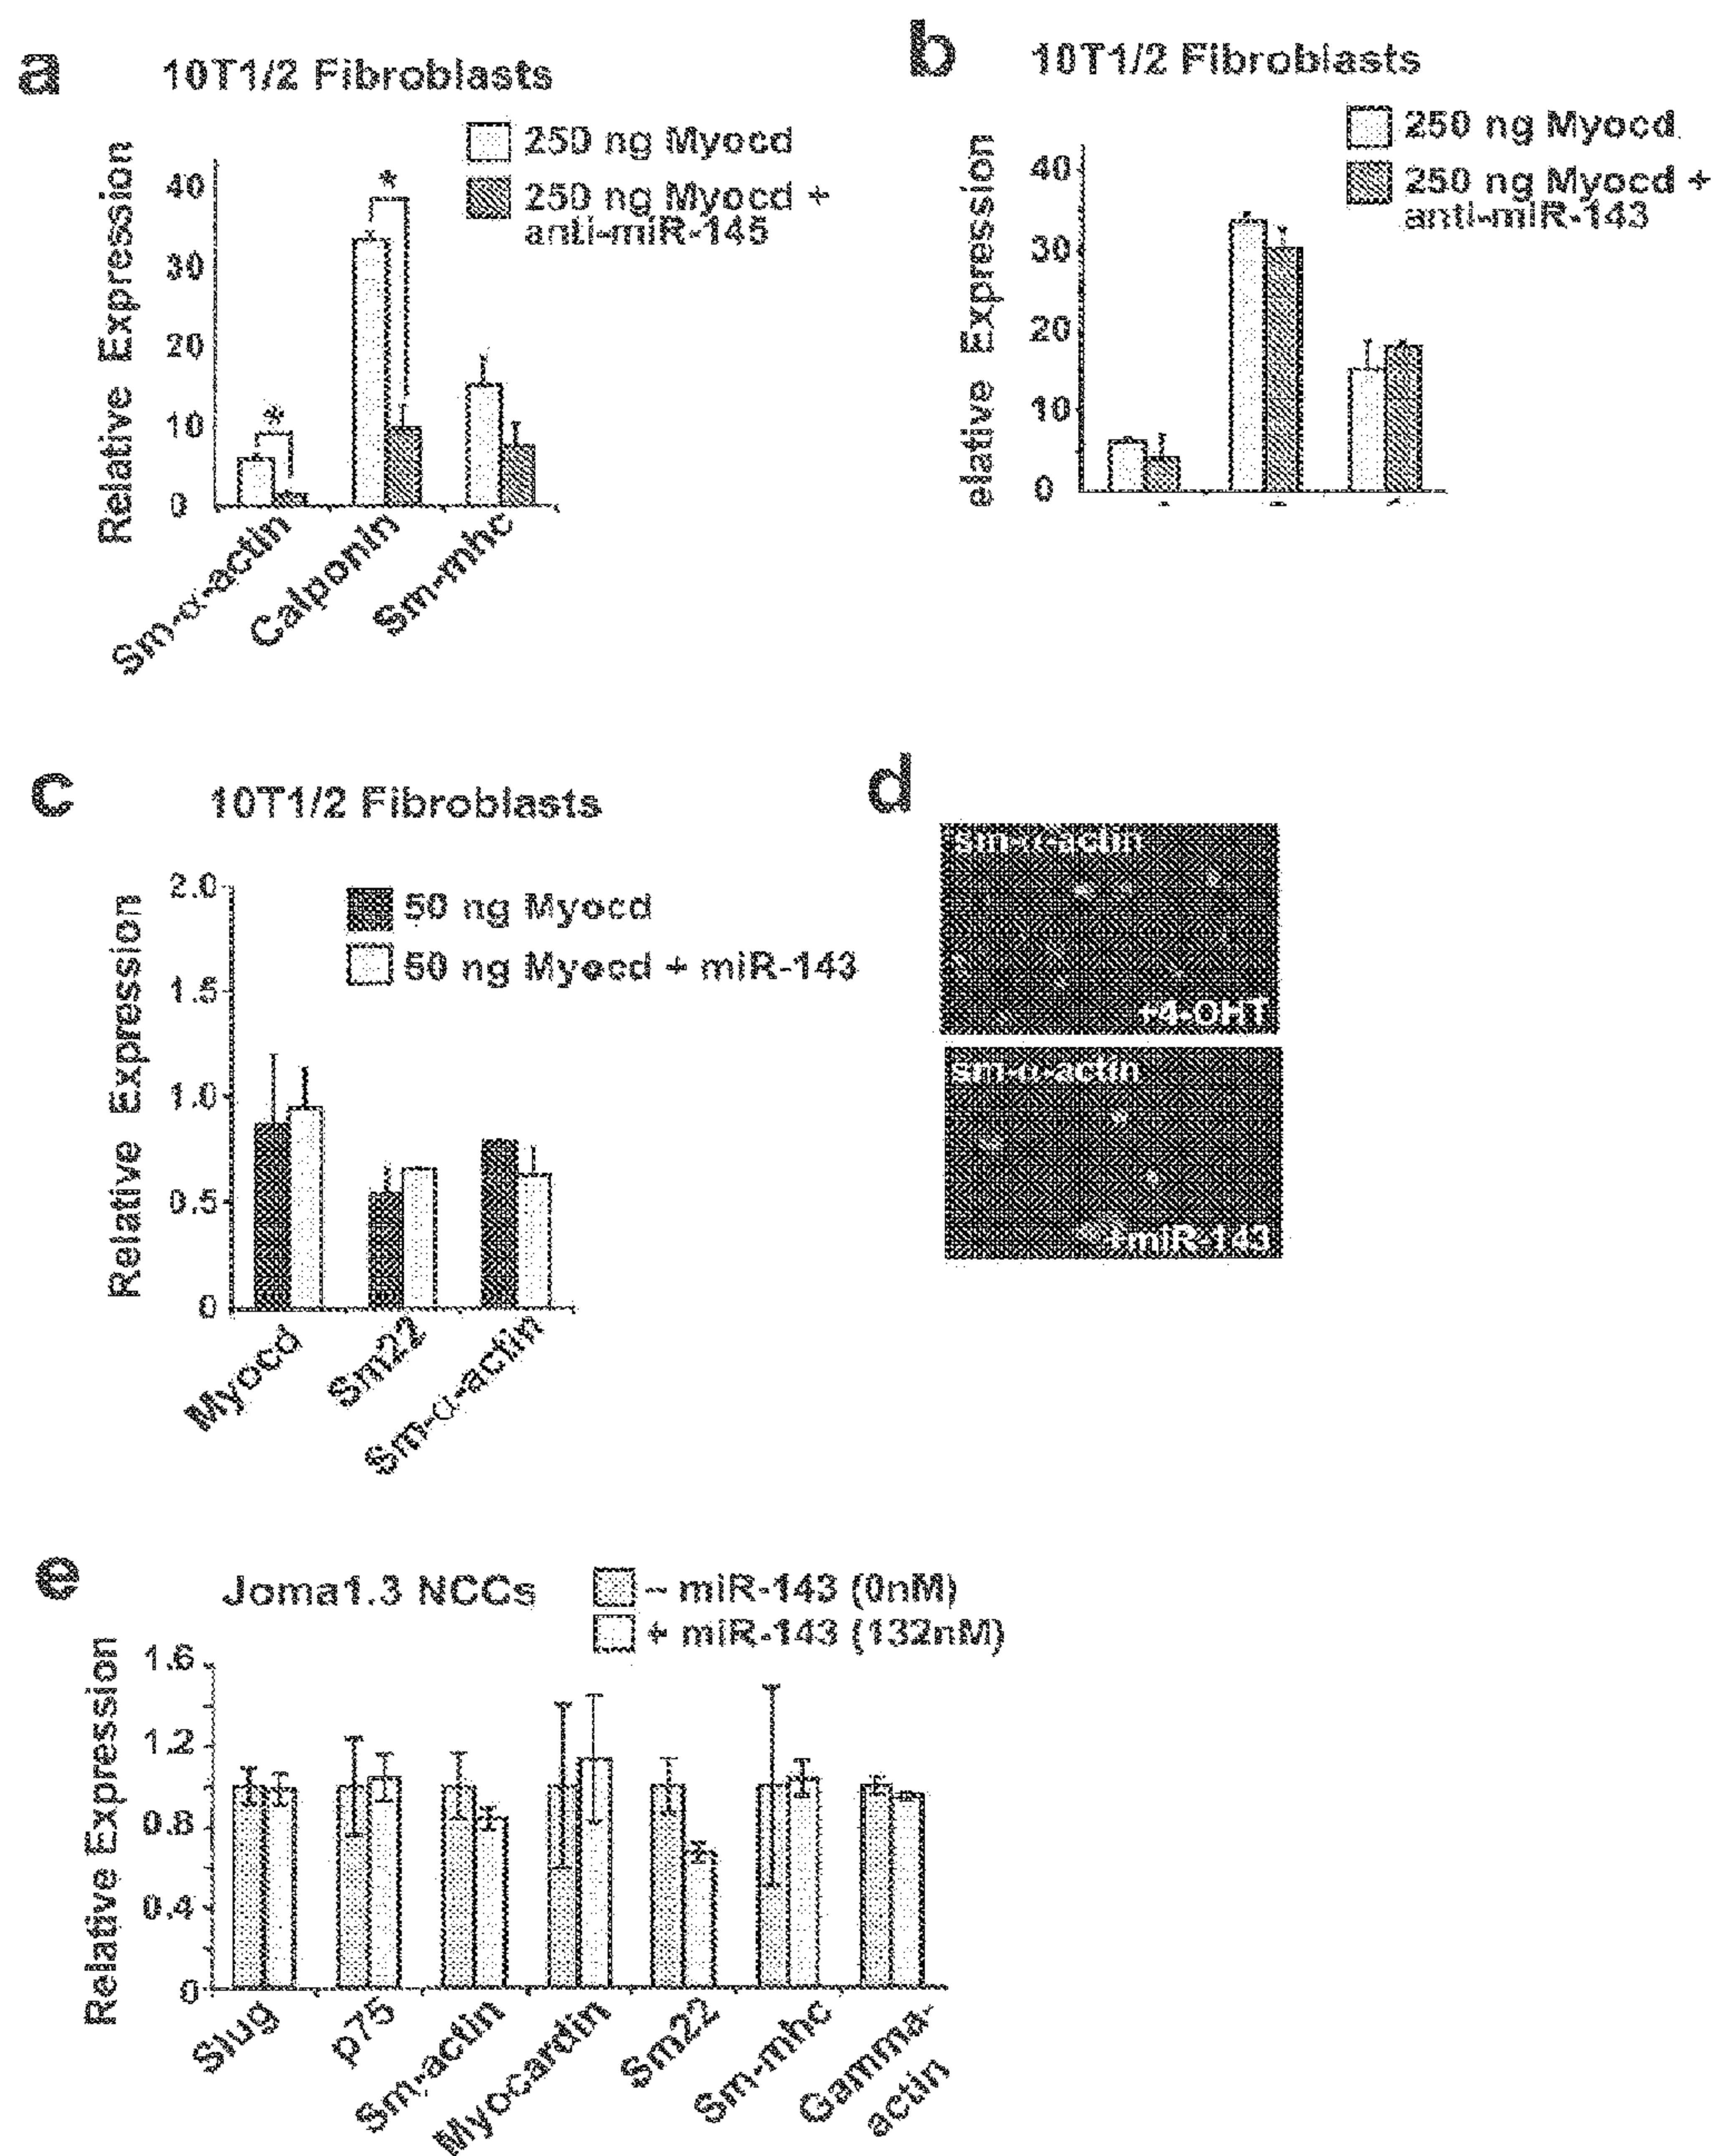 a
10T1/2 Fibroblasts
250 ng Myocd
250 ng Myocd +
anti-miR-145
Relative Expression
40
30
20
10
0
*
*
Sm-α-actin
Calponin
Sm-mhc
b
10T1/2 Fibroblasts
250 ng Myocd
250 ng Myocd +
anti-miR-143
elative Expression
40
30
20
10
0
c
10T1/2 Fibroblasts
50 ng Myocd
50 ng Myocd + miR-143
Relative Expression
2.0
1.5
1.0
0.5
0
Myocd
Sm22
Sm-α-actin
d
sm-α-actin
+4-OHT
sm-α-actin
+miR-143
e
Joma1.3 NCCs
– miR-143 (0nM)
+ miR-143 (132nM)
Relative Expression
1.6
1.2
0.8
0.4
0
Slug
p75
Sm-actin
Myocardin
Sm22
Sm-mhc
Gamma-
actin